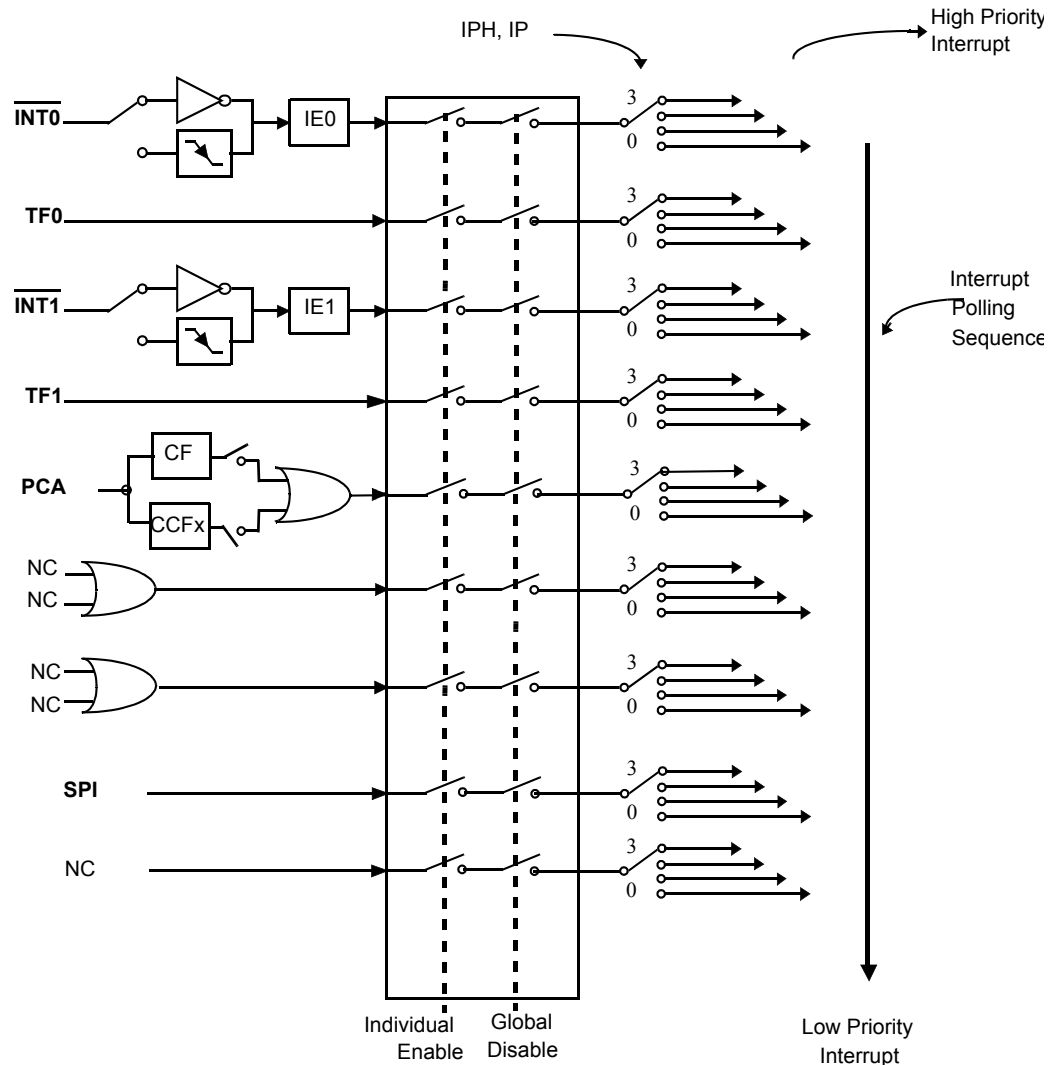 IPH, IP
High Priority
Interrupt
INT0
IE0
3
0
TF0
3
0
INT1
IE1
3
0
Interrupt
Polling
Sequence
TF1
3
0
PCA
CF
CCFx
3
0
NC
NC
3
0
NC
NC
3
0
SPI
3
0
NC
3
0
Individual
Enable
Global
Disable
Low Priority
Interrupt